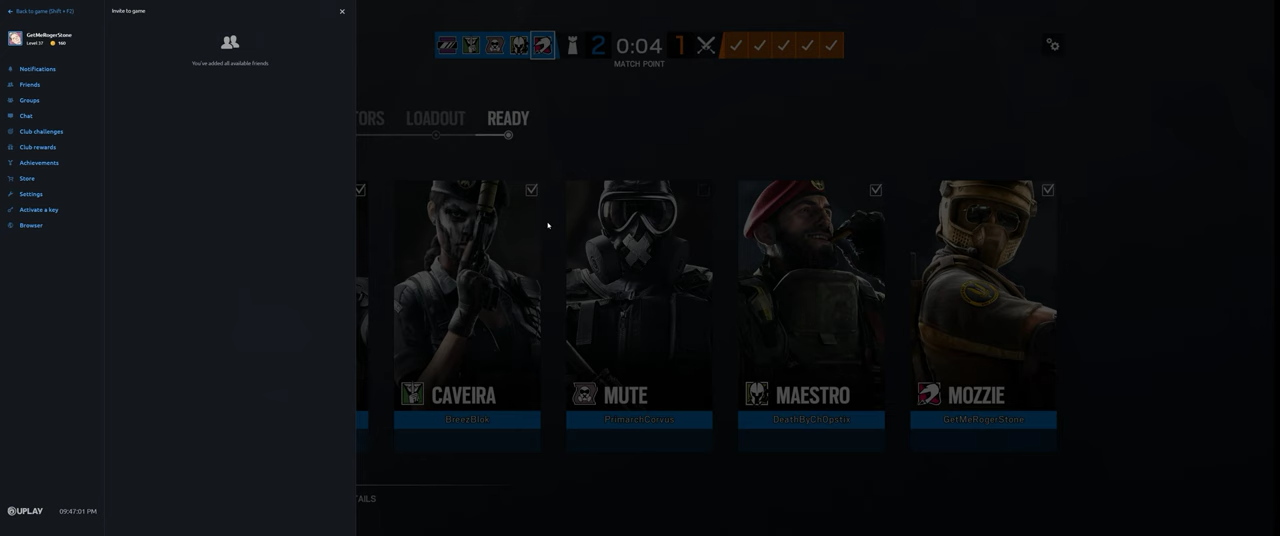 Back to game (Shift + F2)
Invite to game
GetMeRogerStone
Level 37 160
You've added all available friends
Notifications
Friends
Groups
Chat
Club challenges
Club rewards
Achievements
Store
Settings
Activate a key
Browser
UPLAY 09:47:01 PM
2 0:04 1
MATCH POINT
TORS LOADOUT READY
CAVEIRA MUTE MAESTRO MOZZIE
BreezBlok PrimarchCorvus DeathByCh0pstix GetMeRogerStone
TAILS